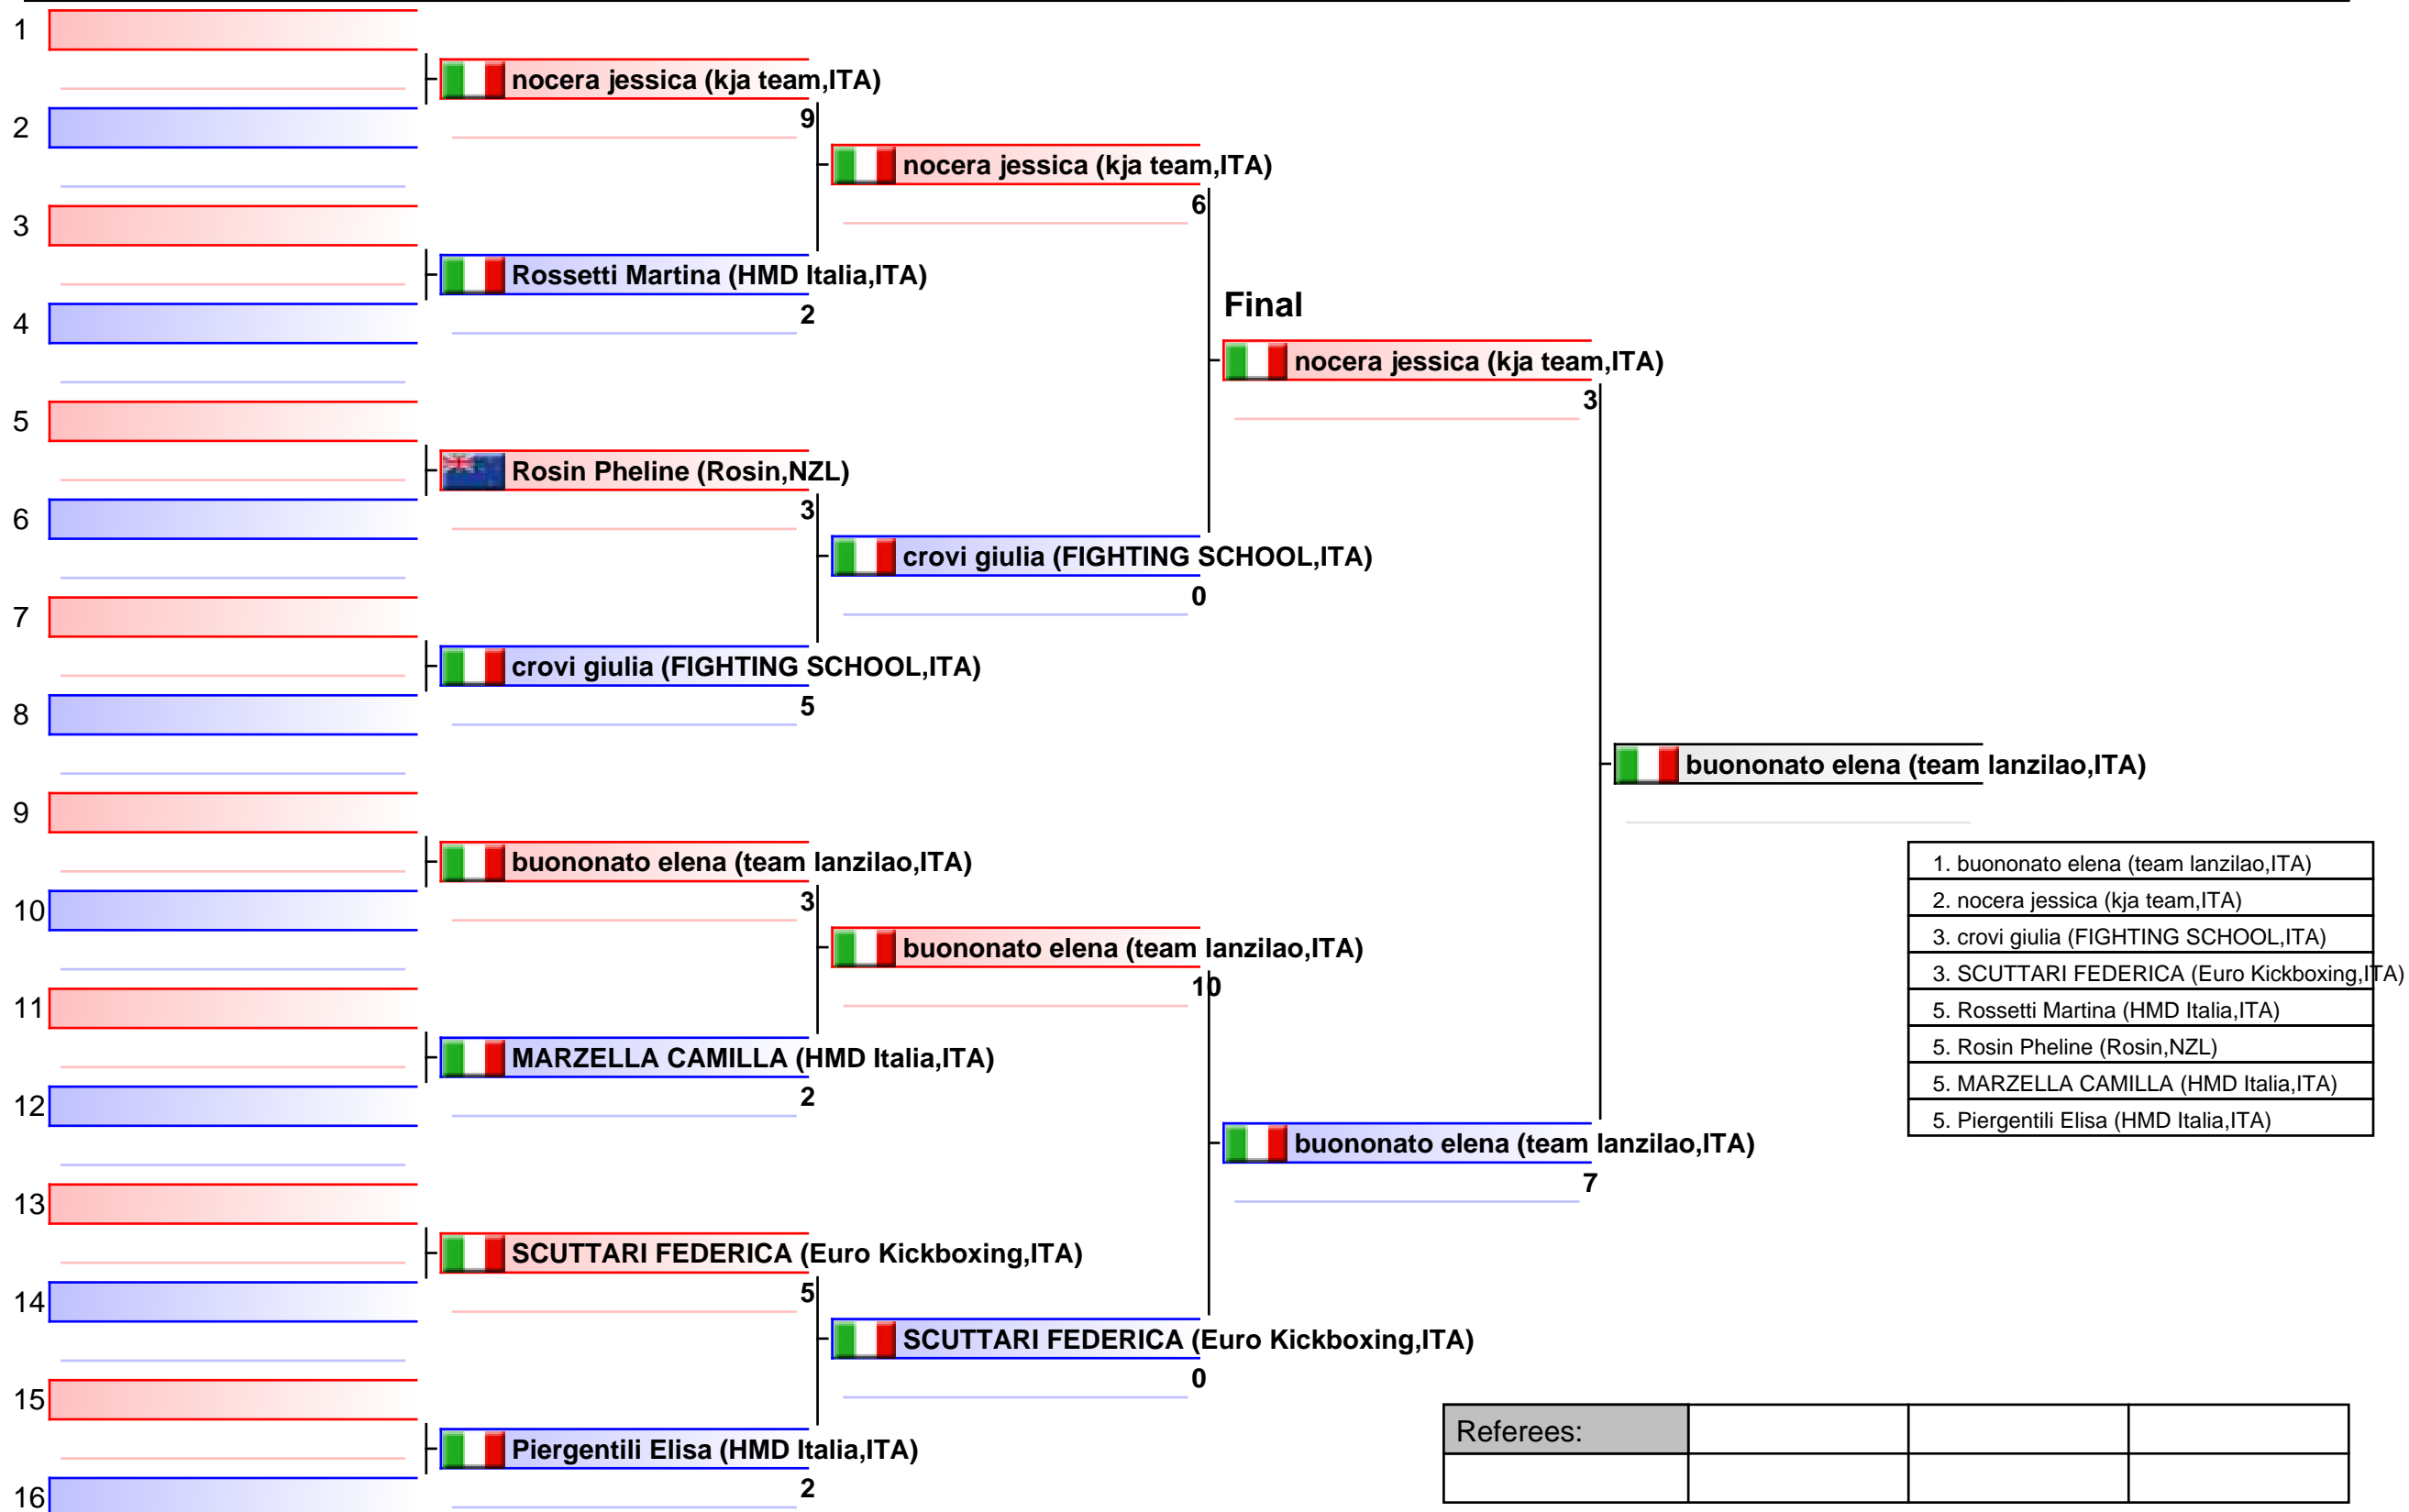 1
nocera jessica (kja team,ITA)
9
2
nocera jessica (kja team,ITA)
6
3
Rossetti Martina (HMD Italia,ITA)
2
4
Final
nocera jessica (kja team,ITA)
3
5
Rosin Pheline (Rosin,NZL)
3
6
crovi giulia (FIGHTING SCHOOL,ITA)
0
7
crovi giulia (FIGHTING SCHOOL,ITA)
5
8
buononato elena (team lanzilao,ITA)
9
buononato elena (team lanzilao,ITA)
3
10
buononato elena (team lanzilao,ITA)
10
11
MARZELLA CAMILLA (HMD Italia,ITA)
2
12
1. buononato elena (team lanzilao,ITA)
2. nocera jessica (kja team,ITA)
3. crovi giulia (FIGHTING SCHOOL,ITA)
3. SCUTTARI FEDERICA (Euro Kickboxing,ITA)
5. Rossetti Martina (HMD Italia,ITA)
5. Rosin Pheline (Rosin,NZL)
5. MARZELLA CAMILLA (HMD Italia,ITA)
5. Piergentili Elisa (HMD Italia,ITA)
buononato elena (team lanzilao,ITA)
7
13
SCUTTARI FEDERICA (Euro Kickboxing,ITA)
5
14
SCUTTARI FEDERICA (Euro Kickboxing,ITA)
0
15
Piergentili Elisa (HMD Italia,ITA)
2
16
Referees: